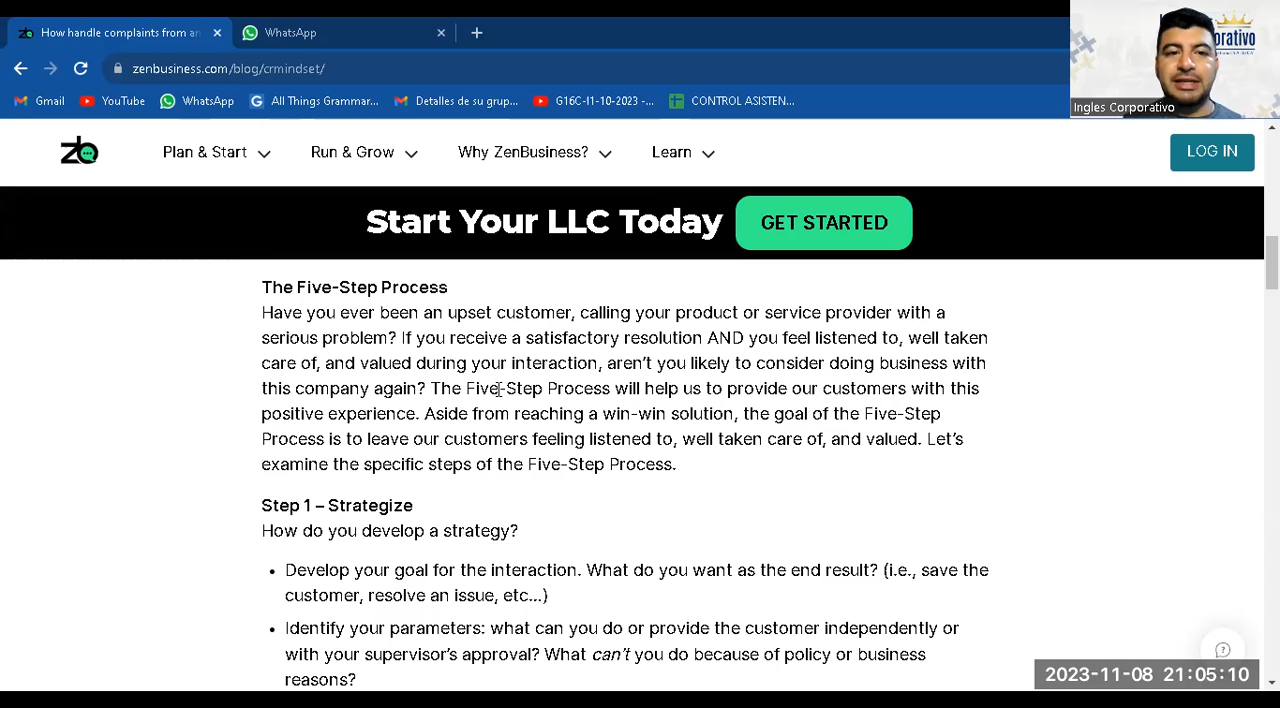 How handle complaints from an
WhatsApp
zenbusiness.com/blog/crmindset/
Gmail
YouTube
WhatsApp
All Things Grammar...
Detalles de su grup...
G16C-I1-10-2023 -...
CONTROL ASISTEN...
orativo
Ingles Corporativo
zb
Plan & Start
Run & Grow
Why ZenBusiness?
Learn
LOG IN
Start Your LLC Today
GET STARTED
The Five-Step Process
Have you ever been an upset customer, calling your product or service provider with a
serious problem? If you receive a satisfactory resolution AND you feel listened to, well taken
care of, and valued during your interaction, aren't you likely to consider doing business with
this company again? The Five-Step Process will help us to provide our customers with this
positive experience. Aside from reaching a win-win solution, the goal of the Five-Step
Process is to leave our customers feeling listened to, well taken care of, and valued. Let's
examine the specific steps of the Five-Step Process.
Step 1 – Strategize
How do you develop a strategy?
• Develop your goal for the interaction. What do you want as the end result? (i.e., save the
customer, resolve an issue, etc...)
• Identify your parameters: what can you do or provide the customer independently or
with your supervisor's approval? What can't you do because of policy or business
reasons?
2023-11-08 21:05:10